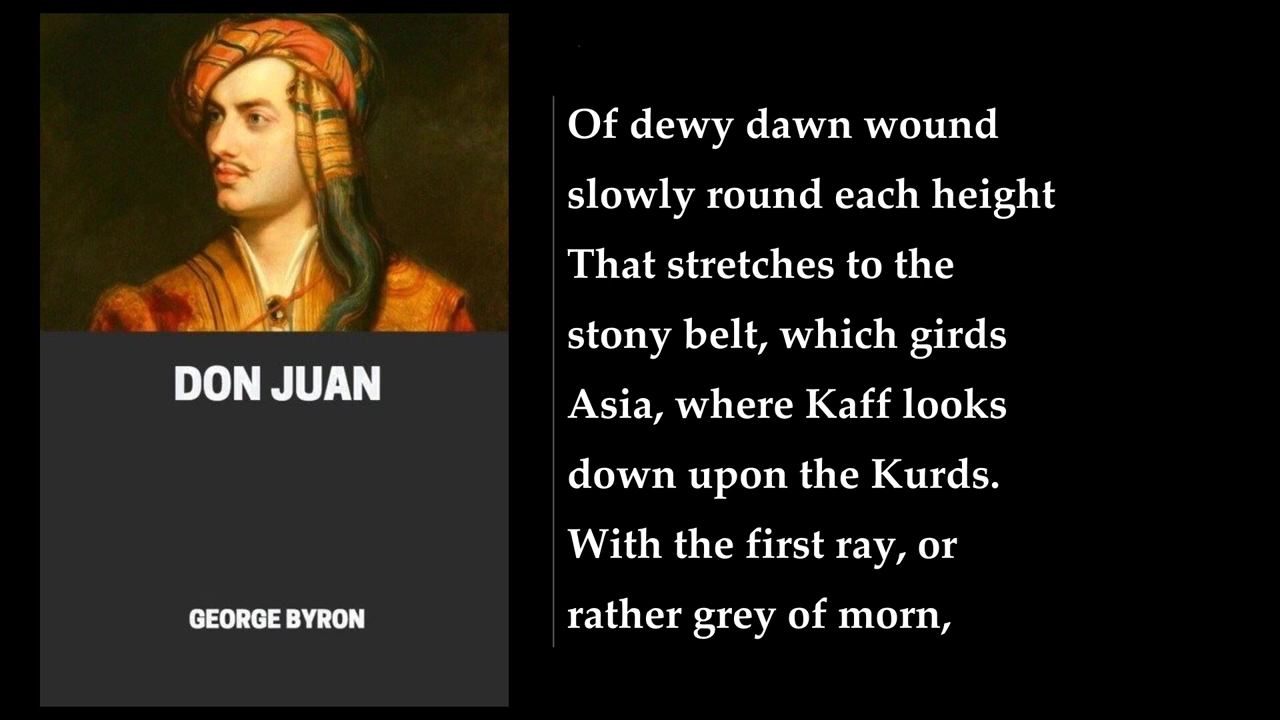 DON JUAN
GEORGE BYRON
Of dewy dawn wound
slowly round each height
That stretches to the
stony belt, which girds
Asia, where Kaff looks
down upon the Kurds.
With the first ray, or
rather grey of morn,